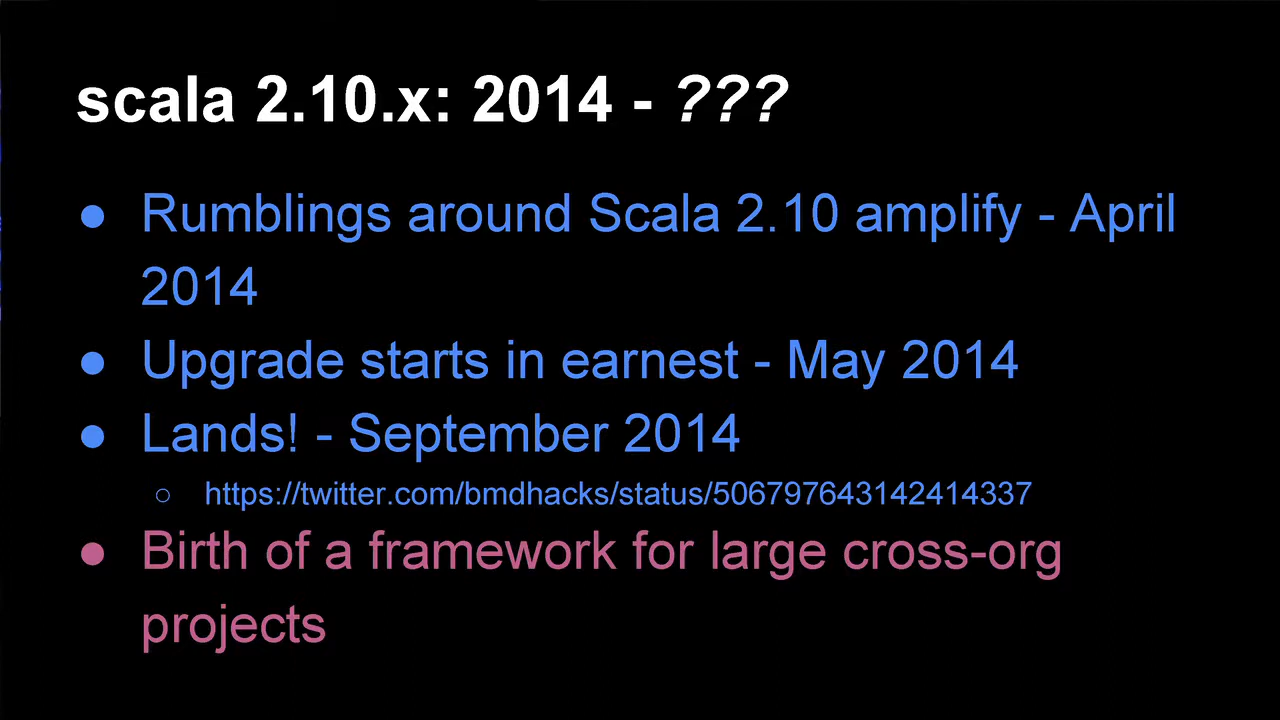 scala 2.10.x: 2014 - ???
● Rumblings around Scala 2.10 amplify - April
2014
● Upgrade starts in earnest - May 2014
● Lands! - September 2014
○ https://twitter.com/bmdhacks/status/506797643142414337
● Birth of a framework for large cross-org
projects